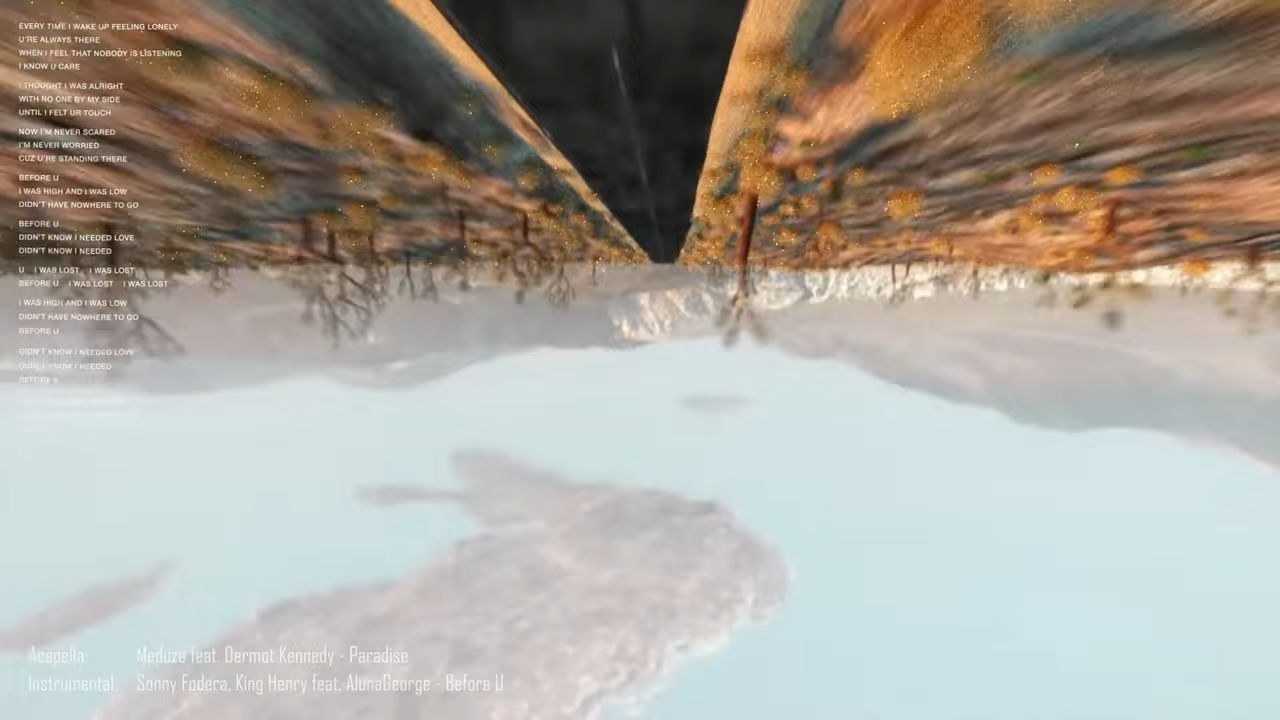 EVERY TIME I WAKE UP FEELING LONELY
U'RE ALWAYS THERE
WHEN I FEEL THAT NOBODY IS LISTENING
I KNOW U CARE
I THOUGHT I WAS ALRIGHT
WITH NO ONE BY MY SIDE
UNTIL I FELT UR TOUCH
NOW I'M NEVER SCARED
I'M NEVER WORRIED
CUZ U'RE STANDING THERE
BEFORE U
I WAS HIGH AND I WAS LOW
DIDN'T HAVE NOWHERE TO GO
BEFORE U
DIDN'T KNOW I NEEDED LOVE
DIDN'T KNOW I NEEDED
U I WAS LOST I WAS LOST
BEFORE U I WAS LOST I WAS LOST
I WAS HIGH AND I WAS LOW
DIDN'T HAVE NOWHERE TO GO
BEFORE U
DIDN'T KNOW I NEEDED LOVE
DIDN'T KNOW I NEEDED
BEFORE U
Acapella: Meduza feat. Dermot Kennedy - Paradise
Instrumental: Sonny Fodera, King Henry feat. AlunaGeorge - Before U